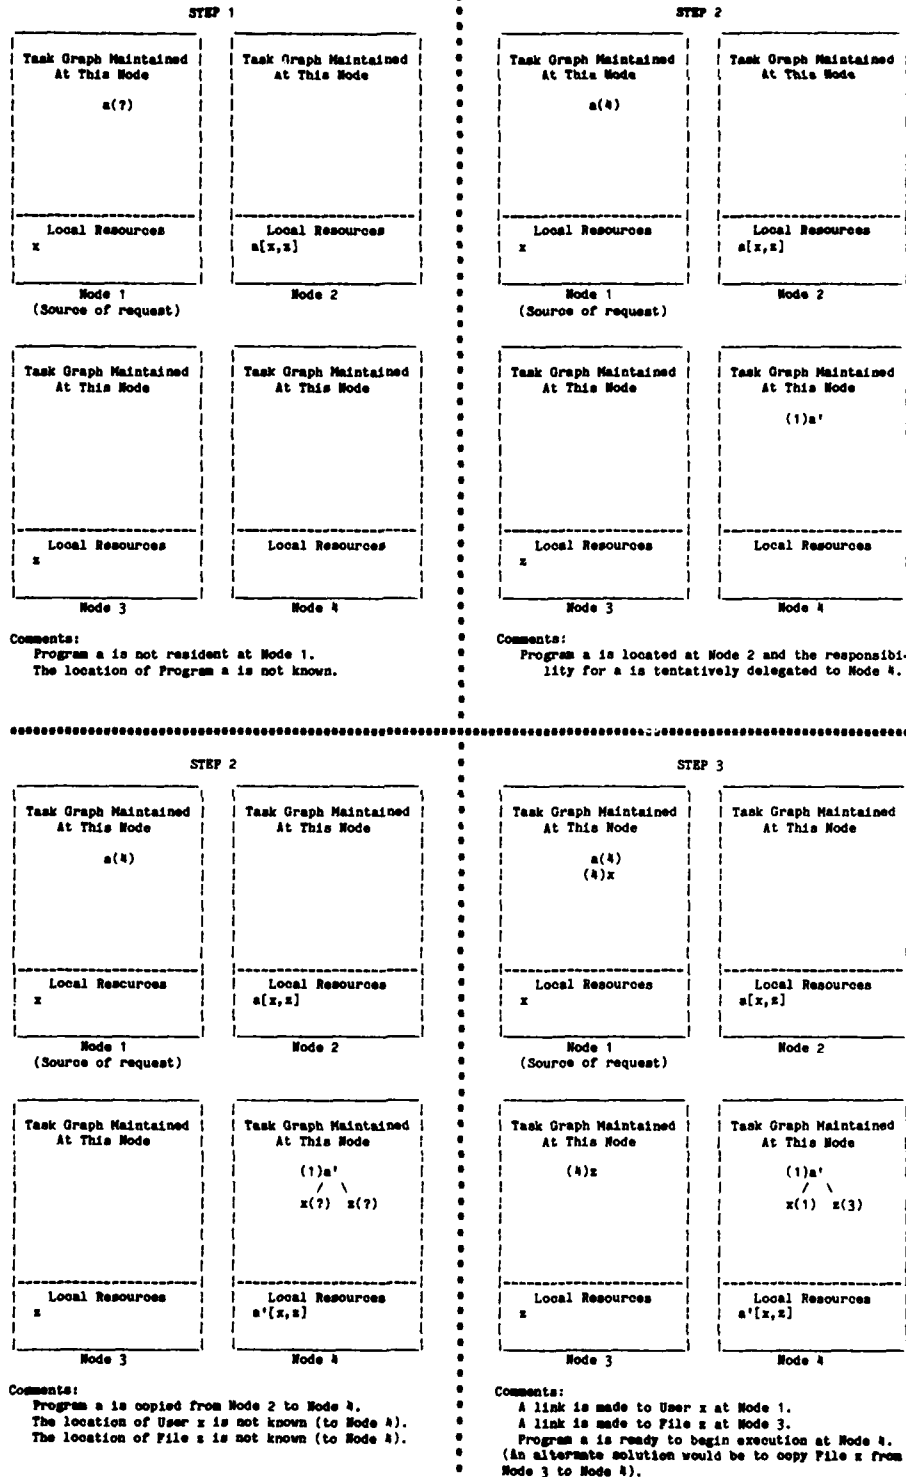 STEP 1
Task Graph Maintained
At This Node
a(?)
Local Resources
x
Node 1
(Source of request)
Task Graph Maintained
At This Node
Local Resources
a[x,z]
Node 2
Task Graph Maintained
At This Node
Local Resources
z
Node 3
Task Graph Maintained
At This Node
Local Resources
Node 4
Comments:
Program a is not resident at Node 1.
The location of Program a is not known.
STEP 2
Task Graph Maintained
At This Node
a(4)
Local Resources
x
Node 1
(Source of request)
Task Graph Maintained
At This Node
Local Resources
a[x,z]
Node 2
Task Graph Maintained
At This Node
Local Resources
z
Node 3
Task Graph Maintained
At This Node
(1)a'
Local Resources
Node 4
Comments:
Program a is located at Node 2 and the responsibi-
lity for a is tentatively delegated to Node 4.
STEP 2
Task Graph Maintained
At This Node
a(4)
Local Resources
x
Node 1
(Source of request)
Task Graph Maintained
At This Node
Local Resources
a[x,z]
Node 2
Task Graph Maintained
At This Node
Local Resources
z
Node 3
Task Graph Maintained
At This Node
(1)a'
/ \
x(?) z(?)
Local Resources
a'[x,z]
Node 4
Comments:
Program a is copied from Node 2 to Node 4.
The location of User x is not known (to Node 4).
The location of File z is not known (to Node 4).
STEP 3
Task Graph Maintained
At This Node
a(4)
(4)x
Local Resources
x
Node 1
(Source of request)
Task Graph Maintained
At This Node
Local Resources
a[x,z]
Node 2
Task Graph Maintained
At This Node
(4)z
Local Resources
z
Node 3
Task Graph Maintained
At This Node
(1)a'
/ \
x(1) z(3)
Local Resources
a'[x,z]
Node 4
Comments:
A link is made to User x at Node 1.
A link is made to File z at Node 3.
Program a is ready to begin execution at Node 4.
(An alternate solution would be to copy File z from
Node 3 to Node 4).